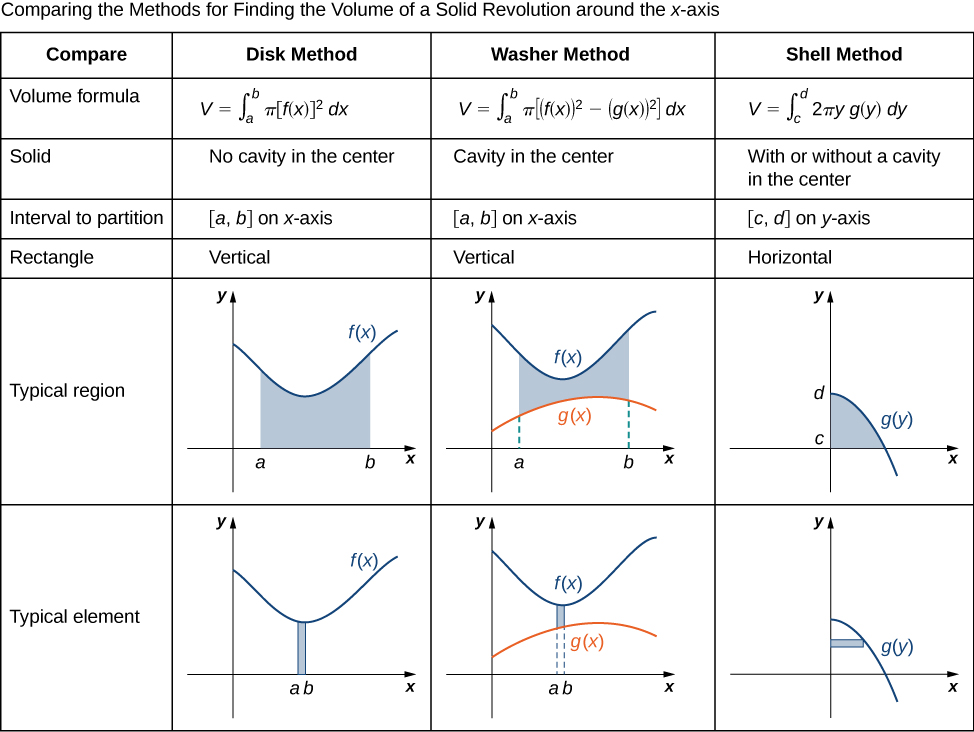 Comparing the Methods for Finding the Volume of a Solid Revolution around the x-axis
Compare Disk Method Washer Method Shell Method
Volume formula V = ∫ₐᵇ π[f(x)]² dx V = ∫ₐᵇ π[(f(x))² − (g(x))²] dx V = ∫_c^d 2πy g(y) dy
Solid No cavity in the center Cavity in the center With or without a cavity
in the center
Interval to partition [a, b] on x-axis [a, b] on x-axis [c, d] on y-axis
Rectangle Vertical Vertical Horizontal
Typical region
y
f(x)
a
b
x
y
f(x)
g(x)
a
b
x
y
d
g(y)
c
x
Typical element
y
f(x)
a b
x
y
f(x)
g(x)
a b
x
y
g(y)
x